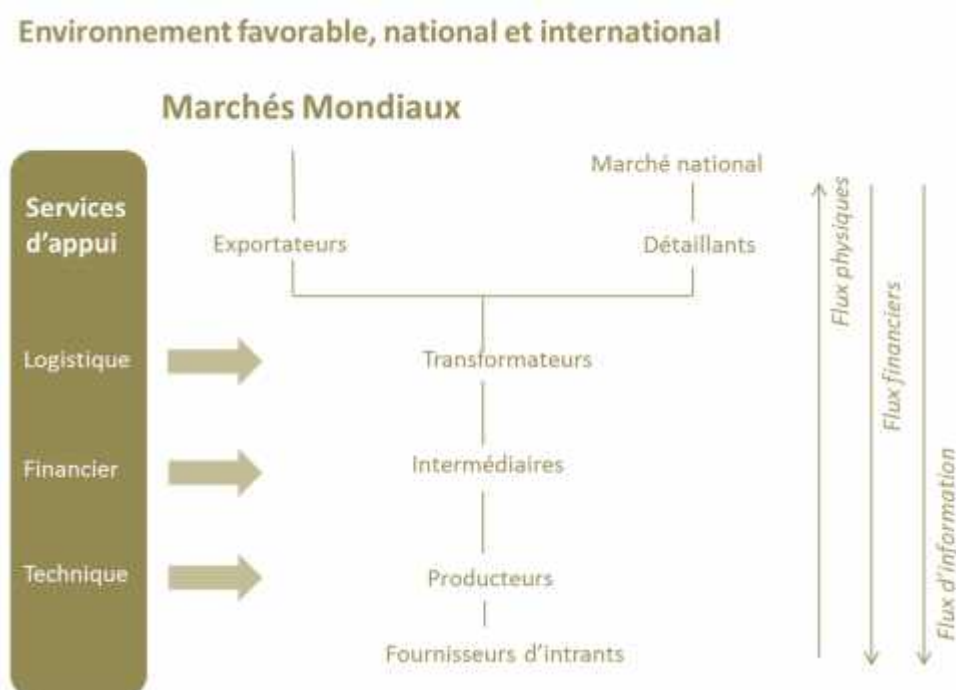 Environnement favorable, national et international
Marchés Mondiaux
Marché national
Services
d'appui
Exportateurs
Détaillants
Logistique
Transformateurs
Financier
Intermédiaires
Technique
Producteurs
Fournisseurs d'intrants
Flux physiques
Flux financiers
Flux d'information